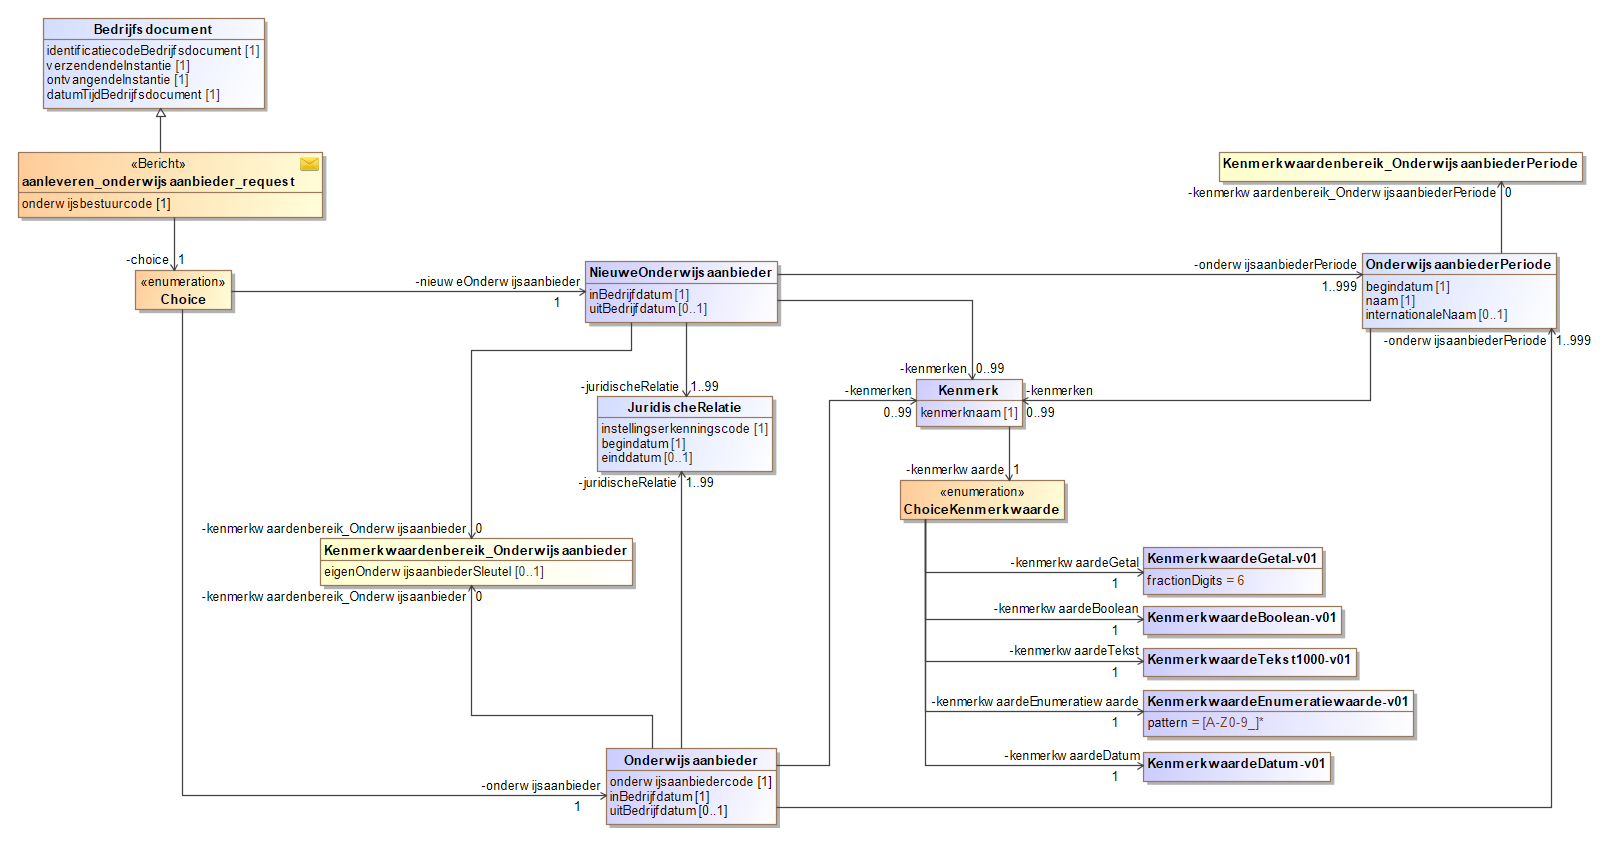 Bedrijfsdocument
identificatiecodeBedrijfsdocument [1]
verzendendeInstantie [1]
ontvangendeInstantie [1]
datumTijdBedrijfsdocument [1]
«Bericht»
aanleveren_onderwijsaanbieder_request
onderwijsbestuurcode [1]
Kenmerkwaardenbereik_OnderwijsaanbiederPeriode
-kenmerkwaardenbereik_OnderwijsaanbiederPeriode 0
-choice 1
«enumeration»
Choice
-nieuweOnderwijsaanbieder
1
NieuweOnderwijsaanbieder
inBedrijfdatum [1]
uitBedrijfdatum [0..1]
-onderwijsaanbiederPeriode
1..999
OnderwijsaanbiederPeriode
begindatum [1]
naam [1]
internationaleNaam [0..1]
-onderwijsaanbiederPeriode 1..999
-kenmerken 0..99
-juridischeRelatie 1..99
-kenmerken
0..99
Kenmerk
kenmerknaam [1]
-kenmerken
0..99
JuridischeRelatie
instellingserkenningscode [1]
begindatum [1]
einddatum [0..1]
-juridischeRelatie 1..99
-kenmerkwaarde 1
«enumeration»
ChoiceKenmerkwaarde
-kenmerkwaardenbereik_Onderwijsaanbieder 0
Kenmerkwaardenbereik_Onderwijsaanbieder
eigenOnderwijsaanbiederSleutel [0..1]
-kenmerkwaardenbereik_Onderwijsaanbieder 0
-kenmerkwaardeGetal
1
KenmerkwaardeGetal-v01
fractionDigits = 6
-kenmerkwaardeBoolean
1
KenmerkwaardeBoolean-v01
-kenmerkwaardeTekst
1
KenmerkwaardeTekst1000-v01
-kenmerkwaardeEnumeratiewaarde
1
KenmerkwaardeEnumeratiewaarde-v01
pattern = [A-Z0-9_]*
-kenmerkwaardeDatum
1
KenmerkwaardeDatum-v01
-onderwijsaanbieder
1
Onderwijsaanbieder
onderwijsaanbiedercode [1]
inBedrijfdatum [1]
uitBedrijfdatum [0..1]